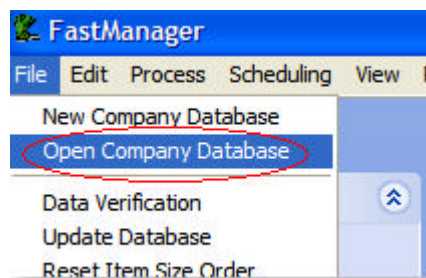 FastManager
File Edit Process Scheduling View
New Company Database
Open Company Database
Data Verification
Update Database
Reset Item Size Order